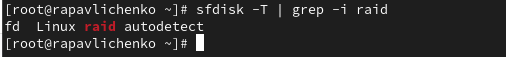 [root@rapavlichenko ~]# sfdisk -T | grep -i raid
fd  Linux raid autodetect
[root@rapavlichenko ~]#